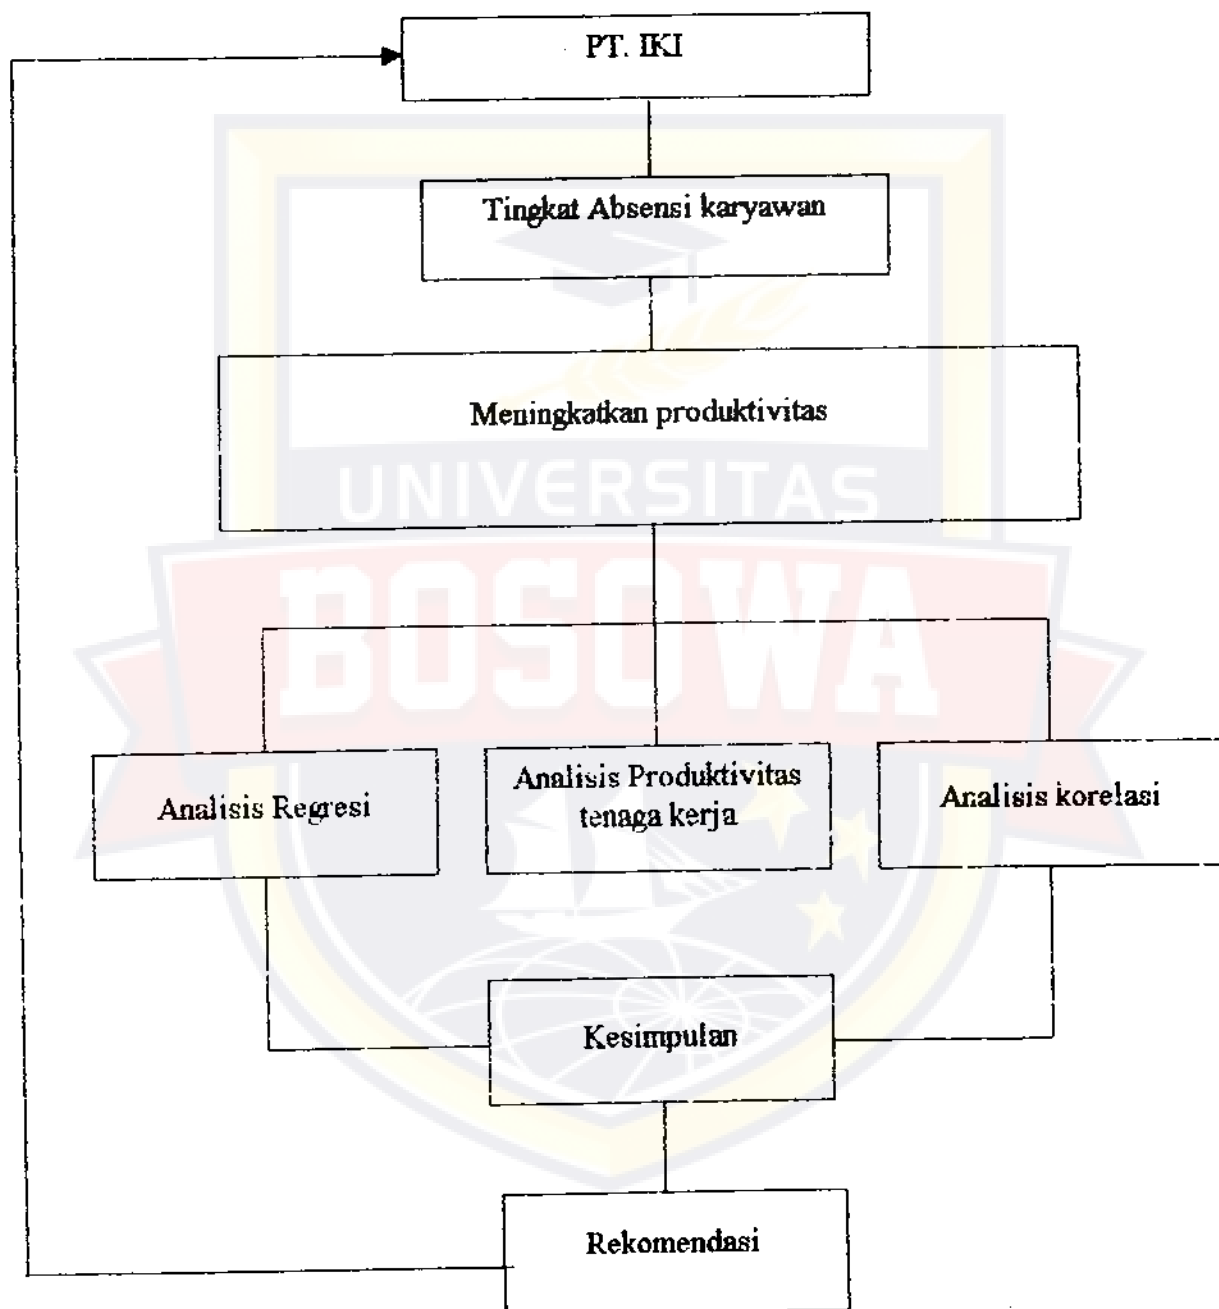 PT. IKI
Tingkat Absensi karyawan
Meningkatkan produktivitas
UNIVERSITAS
BOSOWA
Analisis Regresi
Analisis Produktivitas
tenaga kerja
Analisis korelasi
Kesimpulan
Rekomendasi